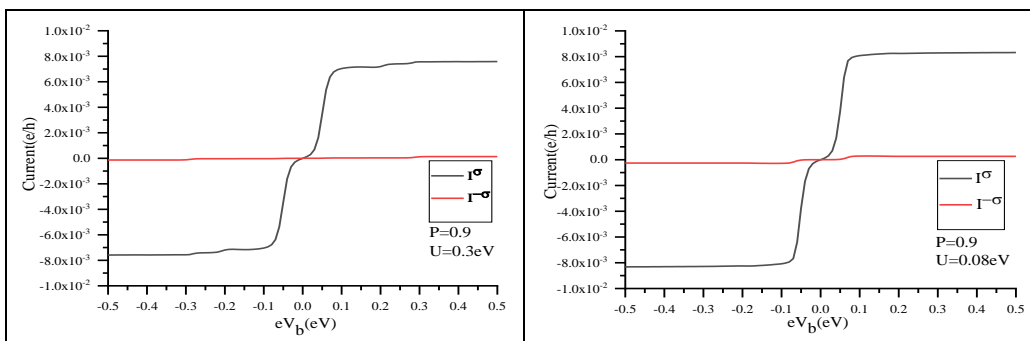 1.0x10⁻²
8.0x10⁻³
6.0x10⁻³
4.0x10⁻³
2.0x10⁻³
0.0
-2.0x10⁻³
-4.0x10⁻³
-6.0x10⁻³
-8.0x10⁻³
-1.0x10⁻²
Current(e/h)
I^σ
I^−σ
P=0.9
U=0.3eV
-0.5 -0.4 -0.3 -0.2 -0.1 0.0 0.1 0.2 0.3 0.4 0.5
eV_b(eV)
1.0x10⁻²
8.0x10⁻³
6.0x10⁻³
4.0x10⁻³
2.0x10⁻³
0.0
-2.0x10⁻³
-4.0x10⁻³
-6.0x10⁻³
-8.0x10⁻³
-1.0x10⁻²
Current(e/h)
I^σ
I^−σ
P=0.9
U=0.08eV
-0.5 -0.4 -0.3 -0.2 -0.1 0.0 0.1 0.2 0.3 0.4 0.5
eV_b(eV)